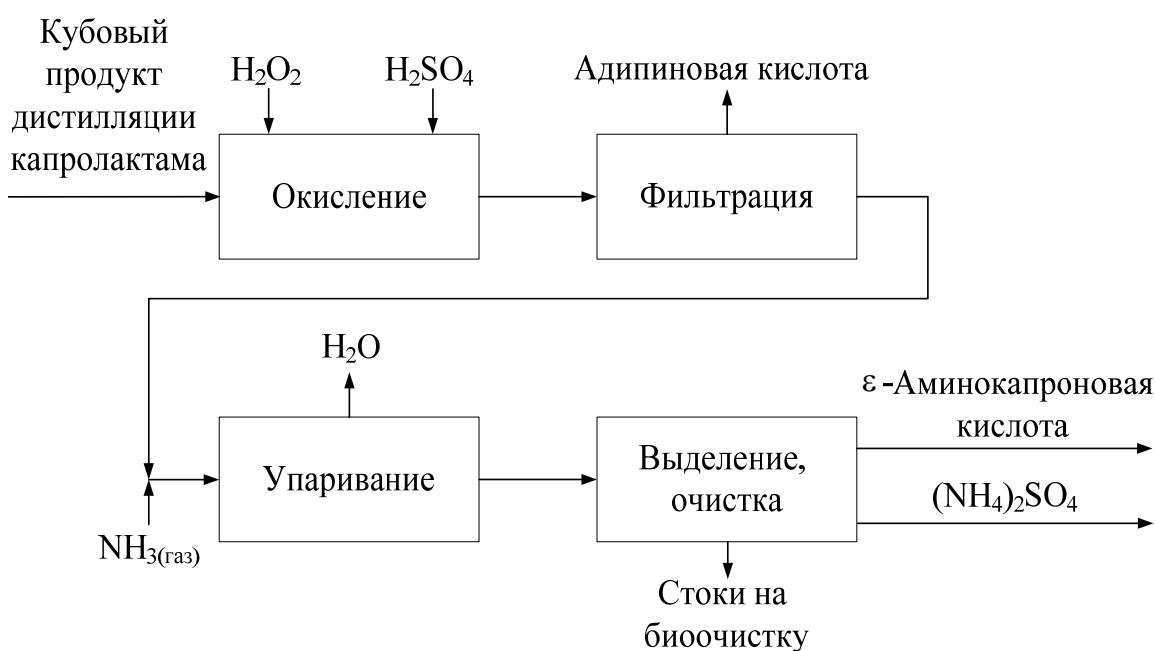 Кубовый
продукт
дистилляции
капролактама
H₂O₂
H₂SO₄
Адипиновая кислота
Окисление
Фильтрация
H₂O
ε-Аминокапроновая
кислота
Упаривание
Выделение,
очистка
(NH₄)₂SO₄
NH₃(газ)
Стоки на
биоочистку